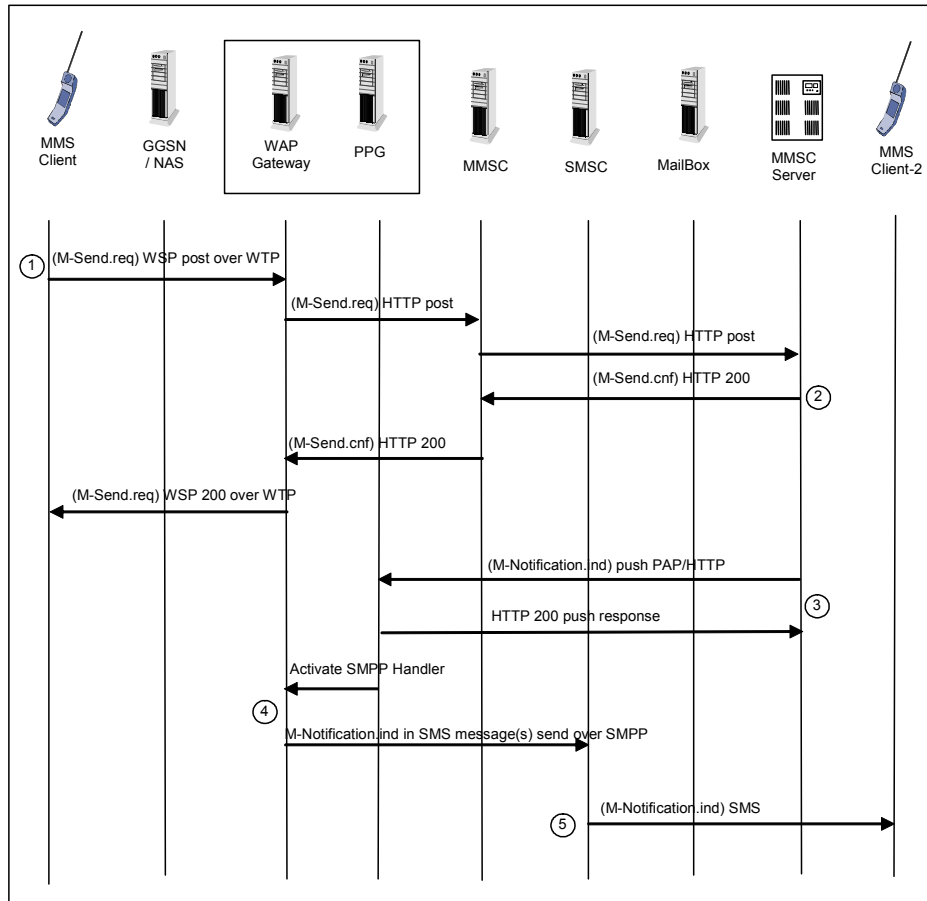 MMS
Client
GGSN
/ NAS
WAP
Gateway
PPG
MMSC
SMSC
MailBox
MMSC
Server
MMS
Client-2
1
(M-Send.req) WSP post over WTP
(M-Send.req) HTTP post
(M-Send.req) HTTP post
(M-Send.cnf) HTTP 200
2
(M-Send.cnf) HTTP 200
(M-Send.req) WSP 200 over WTP
(M-Notification.ind) push PAP/HTTP
3
HTTP 200 push response
Activate SMPP Handler
4
M-Notification.ind in SMS message(s) send over SMPP
(M-Notification.ind) SMS
5